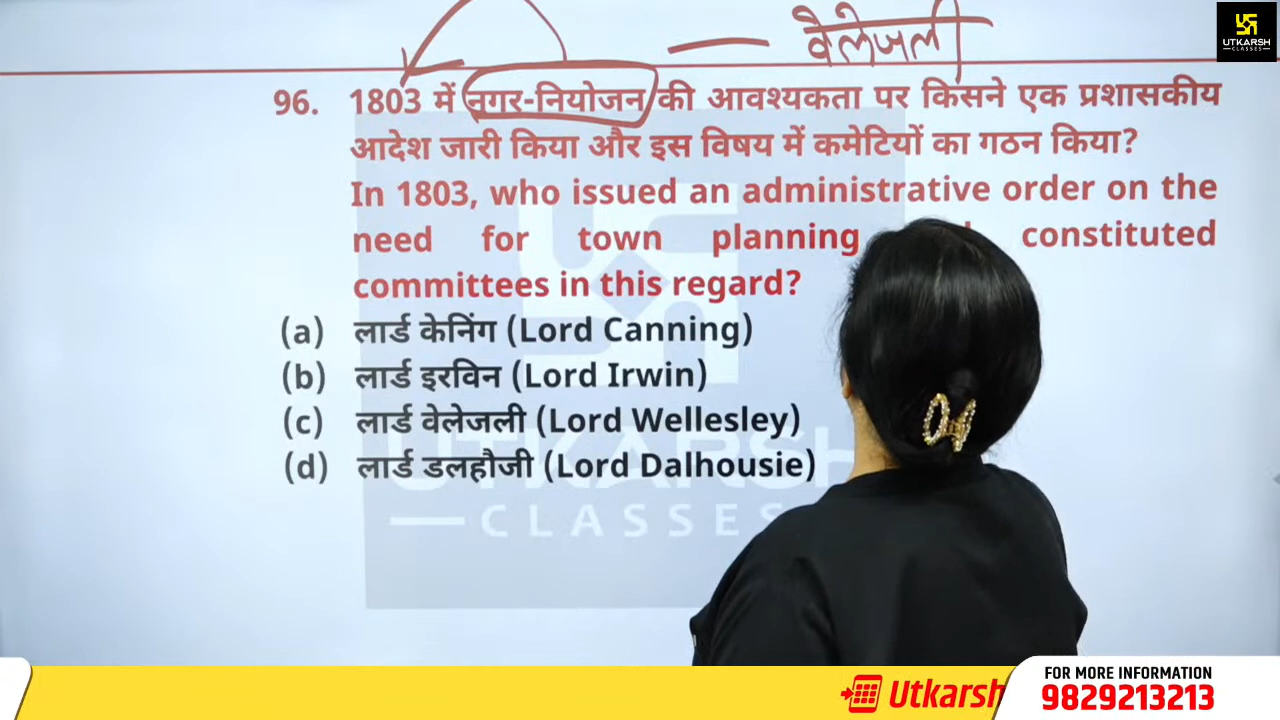 — वेलेजली
UTKARSH
CLASSES
96. 1803 में नगर-नियोजन की आवश्यकता पर किसने एक प्रशासकीय
आदेश जारी किया और इस विषय में कमेटियों का गठन किया?
In 1803, who issued an administrative order on the
need for town planning constituted
committees in this regard?
(a) लार्ड केनिंग (Lord Canning)
(b) लार्ड इरविन (Lord Irwin)
(c) लार्ड वेलेजली (Lord Wellesley)
(d) लार्ड डलहौजी (Lord Dalhousie)
UTKARSH
CLASSES
Utkarsh
FOR MORE INFORMATION
9829213213